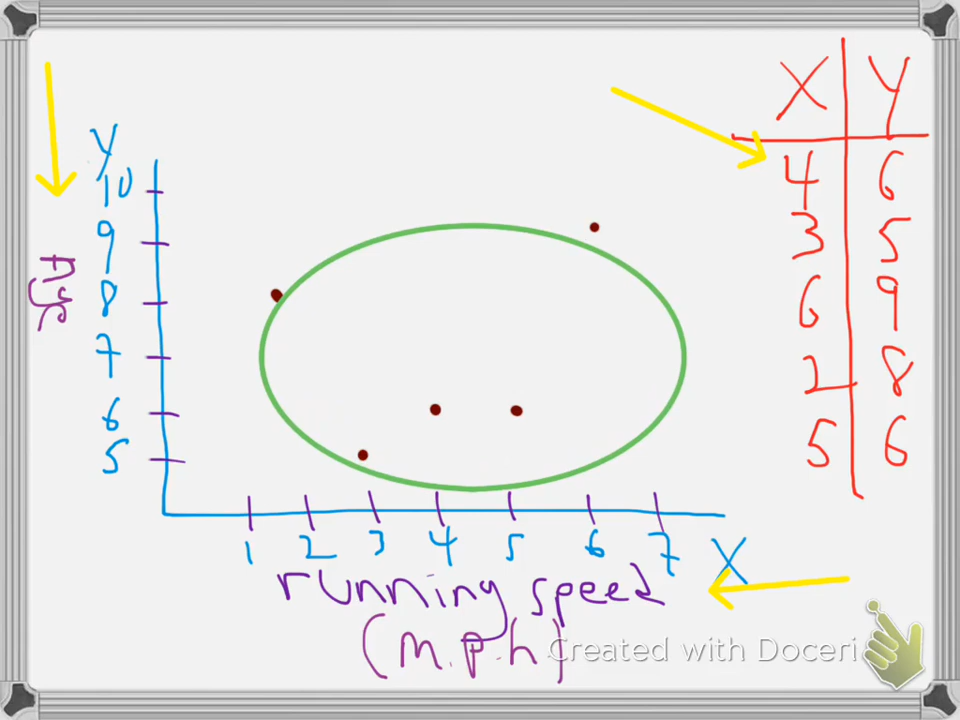 X Y
4 6
3 5
6 9
2 8
5 6
y
10
9
8
7
6
5
Age
1 2 3 4 5 6 7 X
running speed
(m.p.h)
Created with Doceri